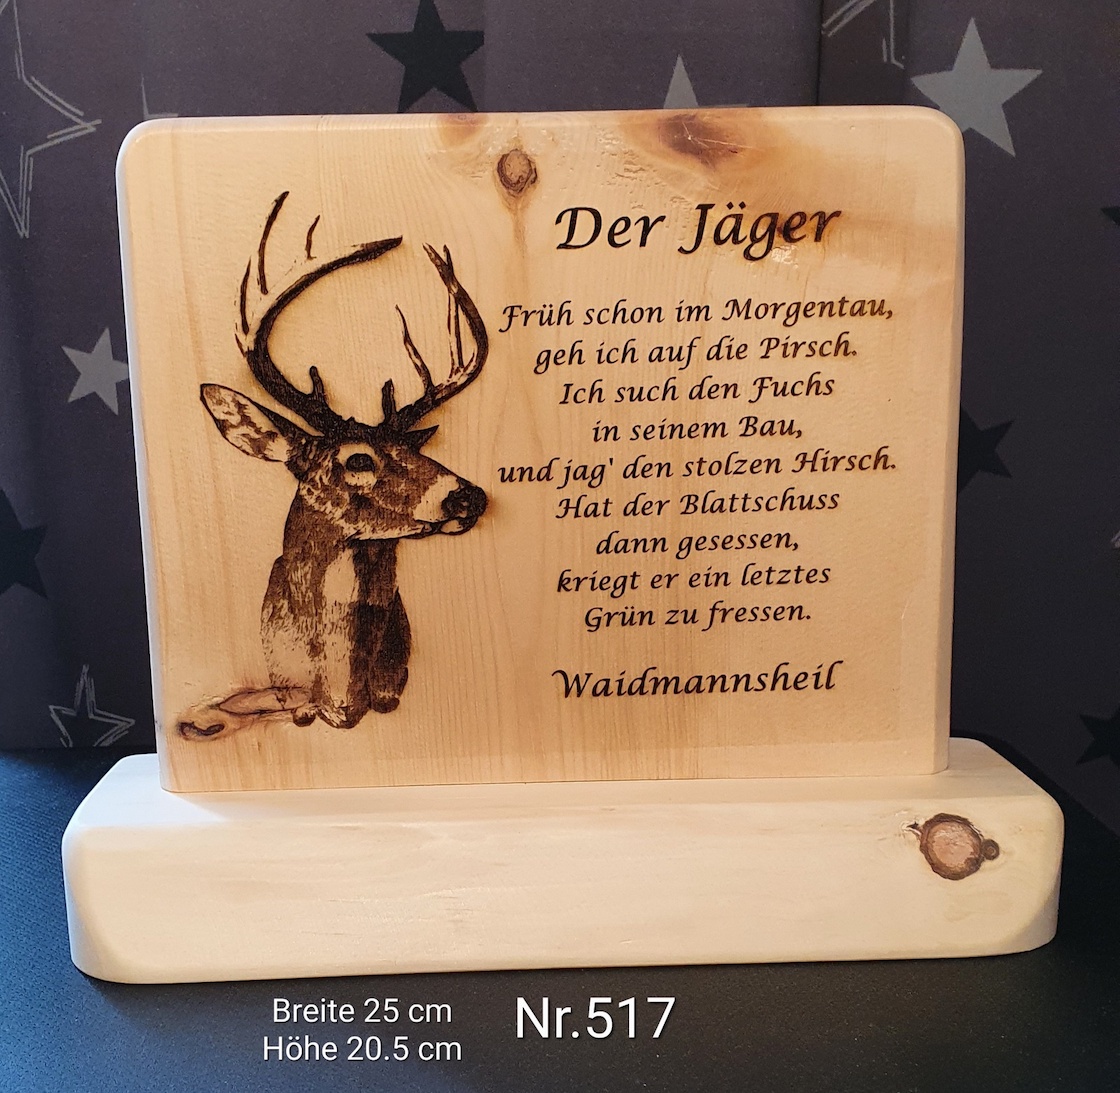 Der Jäger
Früh schon im Morgentau,
geh ich auf die Pirsch.
Ich such den Fuchs
in seinem Bau,
und jag' den stolzen Hirsch.
Hat der Blattschuss
dann gesessen,
kriegt er ein letztes
Grün zu fressen.
Waidmannsheil
Breite 25 cm
Höhe 20.5 cm
Nr.517